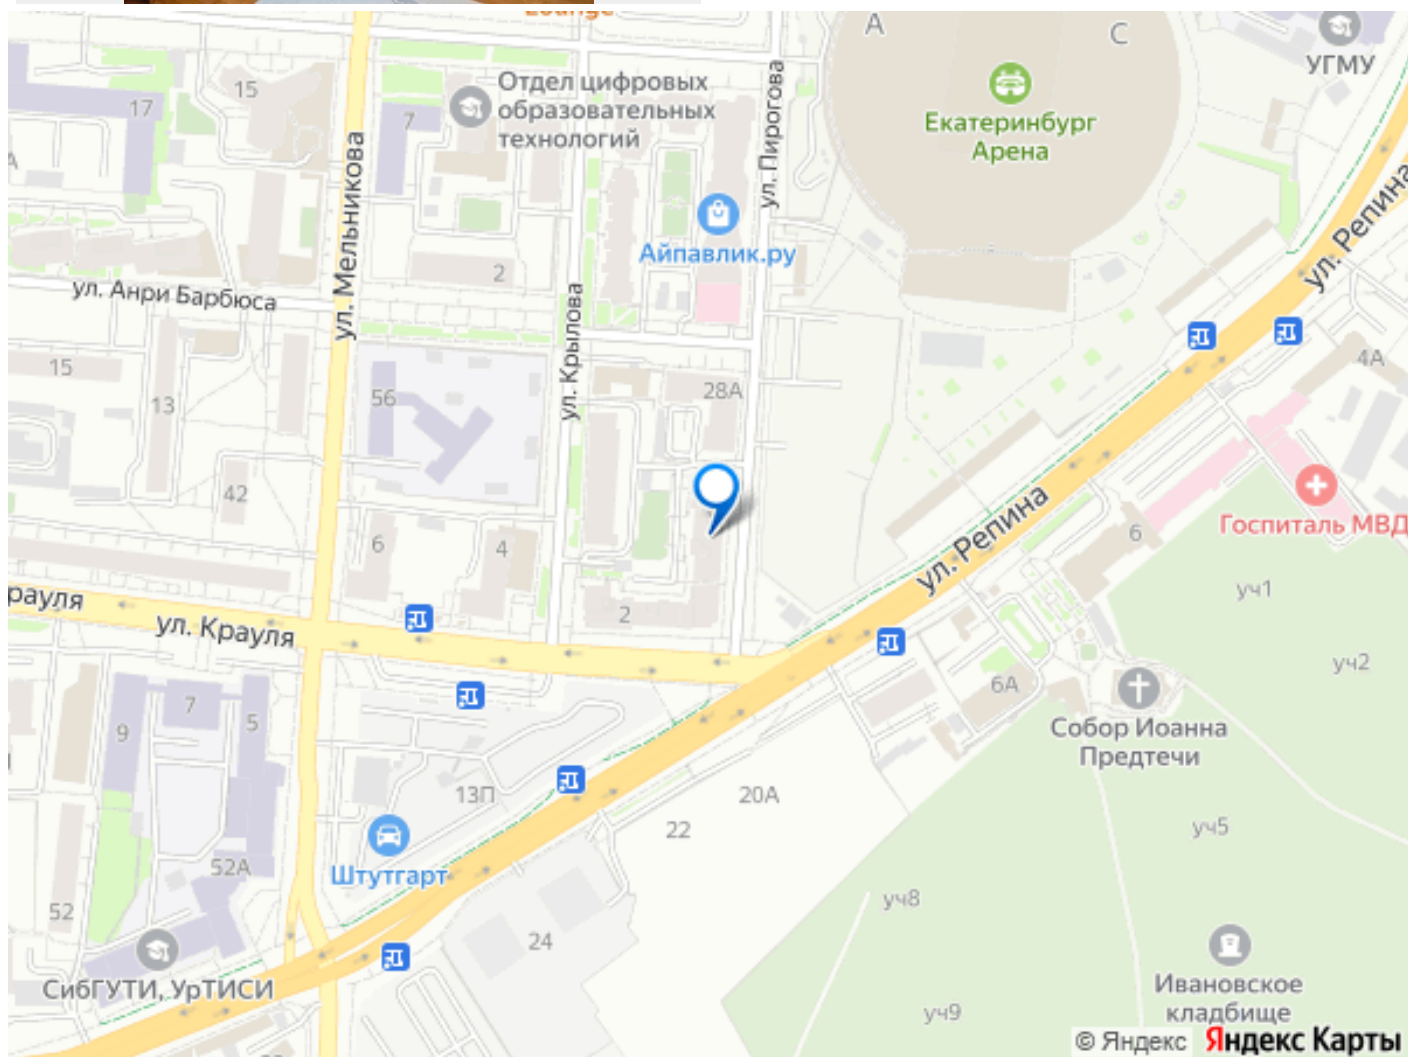 Lounge
А
С
УГМУ
15
17
Отдел цифровых
образовательных
технологий
7
Екатеринбург
Арена
ул. Пирогова
ул. Мельникова
ул. Репина
Айпавлик.ру
2
ул. Анри Барбюса
ул. Крылова
15
13
56
28А
4А
42
6
4
ул. Репина
6
Госпиталь МВД
уч1
рауля
ул. Крауля
2
уч2
6А
7
9
5
Собор Иоанна
Предтечи
13П
20А
22
уч5
Штутгарт
52А
52
уч8
24
СибГУТИ, УрТИСИ
Ивановское
кладбище
уч9
© Яндекс Яндекс Карты